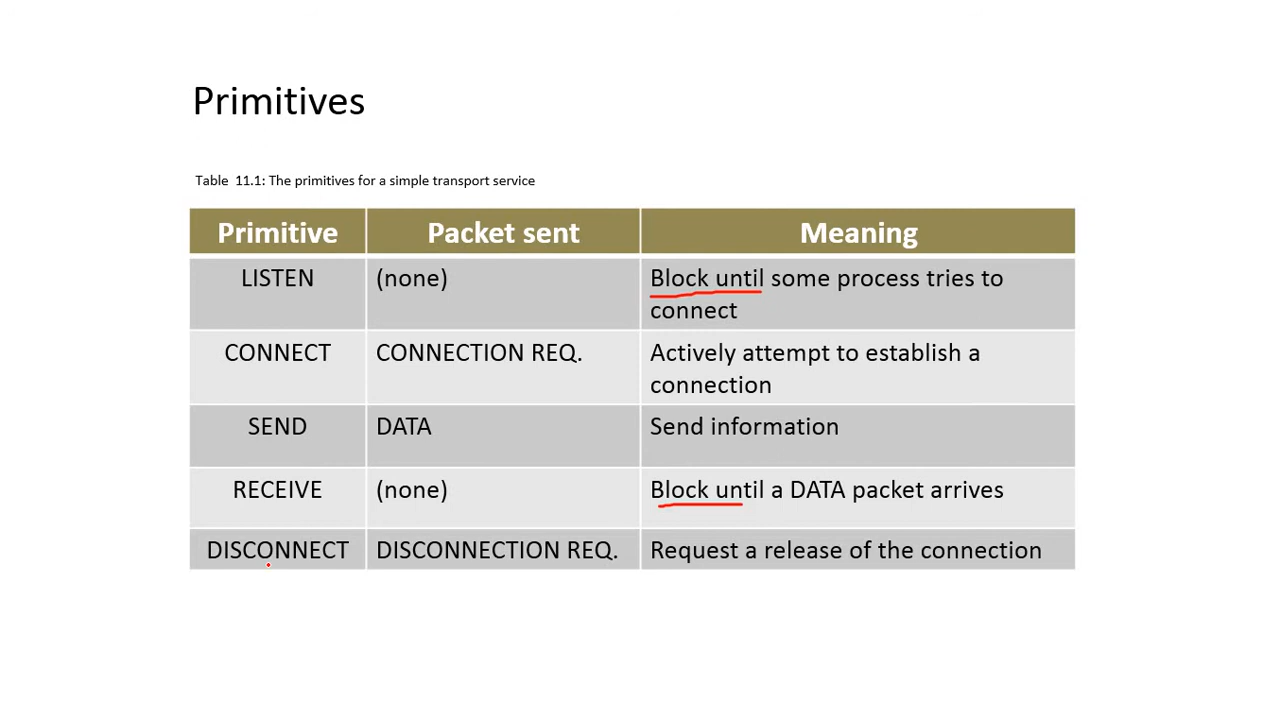 Primitives
Table 11.1: The primitives for a simple transport service
Primitive Packet sent Meaning
LISTEN (none) Block until some process tries to
connect
CONNECT CONNECTION REQ. Actively attempt to establish a
connection
SEND DATA Send information
RECEIVE (none) Block until a DATA packet arrives
DISCONNECT DISCONNECTION REQ. Request a release of the connection